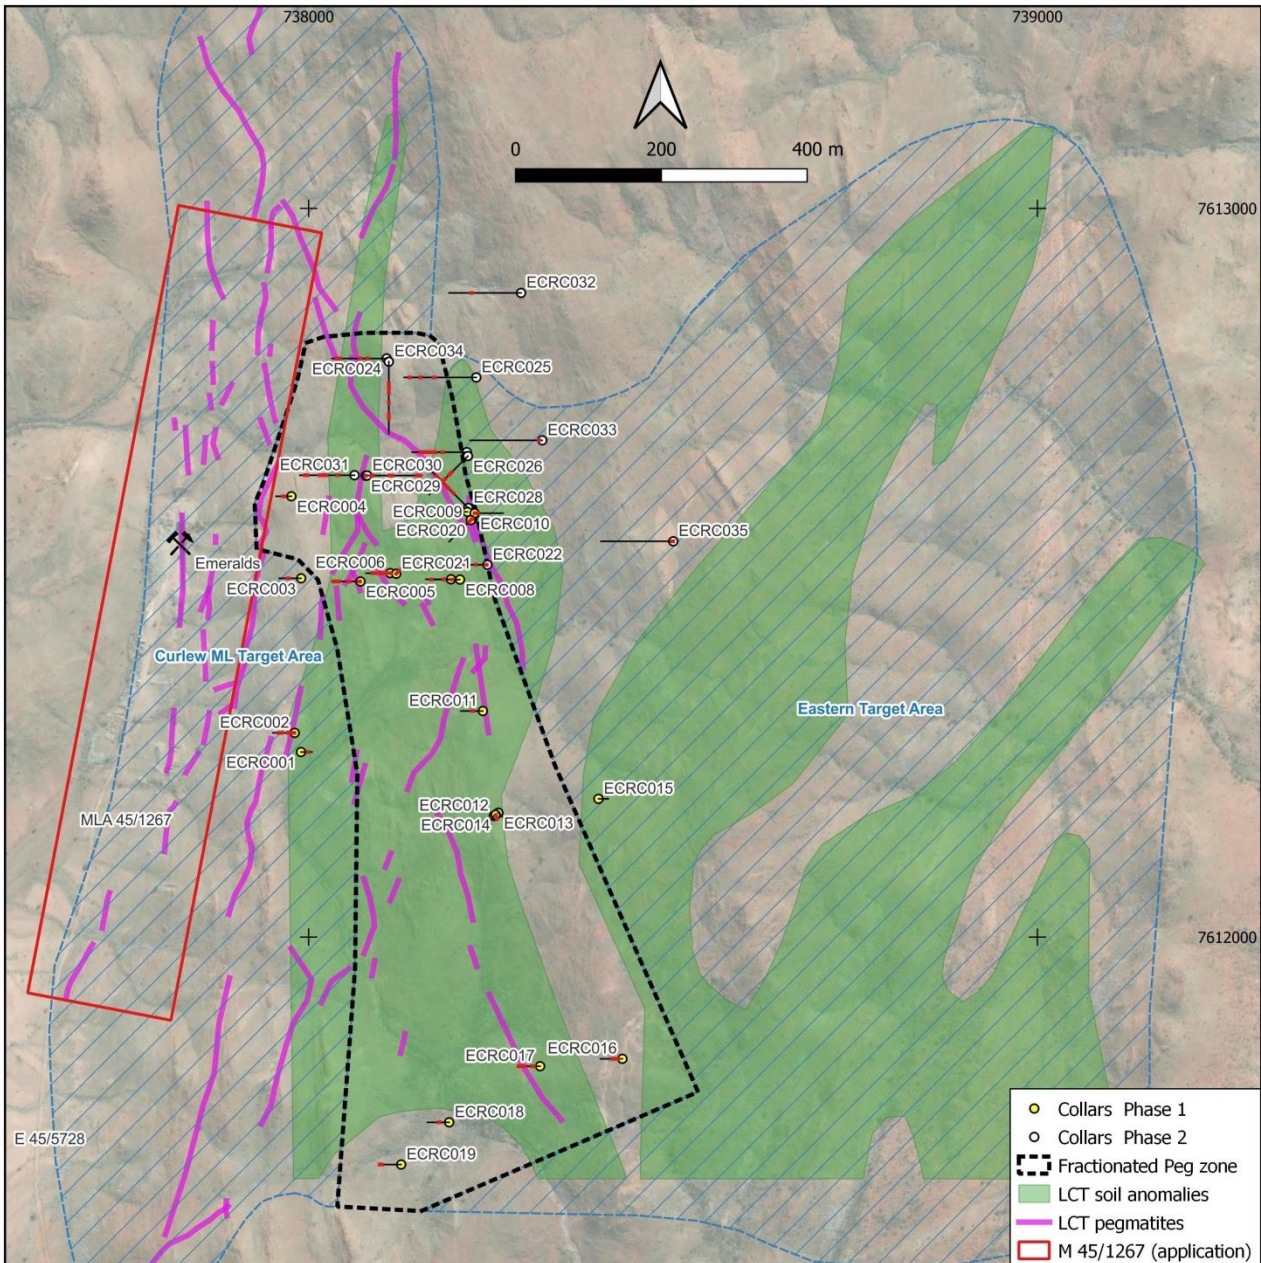 738000
739000
0 200 400 m
7613000
ECRC032
ECRC034
ECRC024
ECRC025
ECRC033
ECRC031
ECRC030
ECRC026
ECRC029
ECRC004
ECRC028
ECRC009
ECRC010
ECRC020
ECRC035
Emeralds
ECRC006
ECRC021
ECRC022
ECRC003
ECRC005
ECRC008
Curlew ML Target Area
ECRC011
Eastern Target Area
ECRC002
ECRC001
ECRC015
MLA 45/1267
ECRC012
ECRC014
ECRC013
7612000
ECRC017
ECRC016
ECRC018
E 45/5728
ECRC019
Collars Phase 1
Collars Phase 2
Fractionated Peg zone
LCT soil anomalies
LCT pegmatites
M 45/1267 (application)